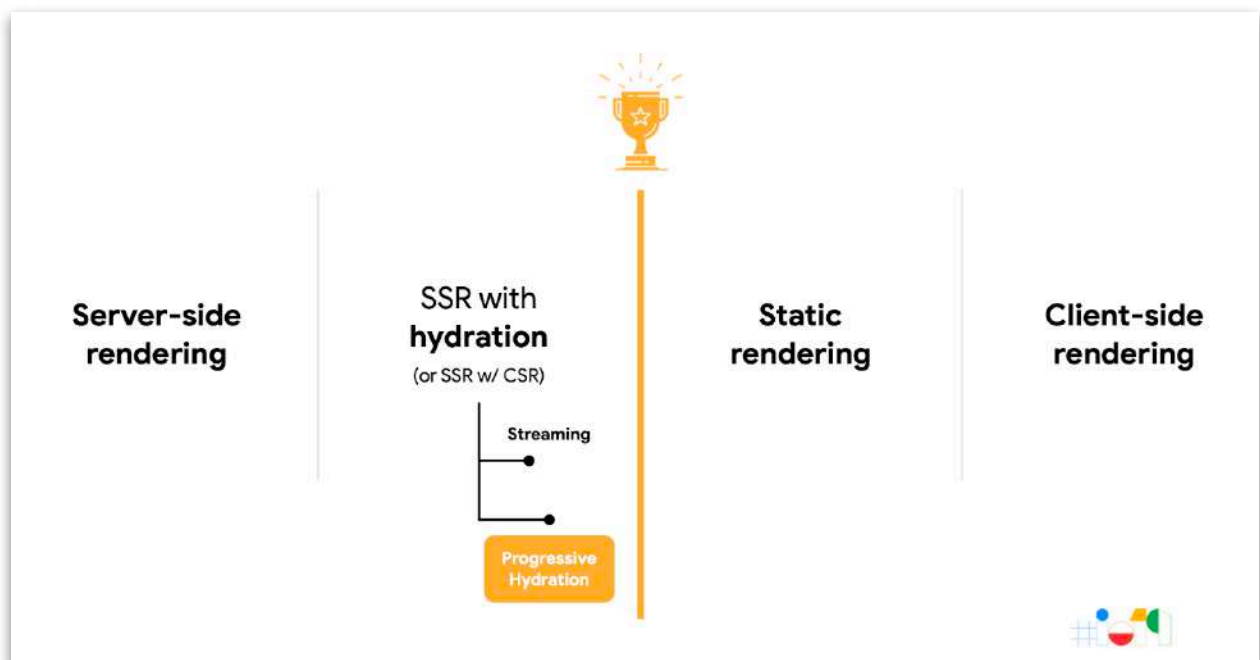 Server-side
rendering
SSR with
hydration
(or SSR w/ CSR)
Streaming
Progressive
Hydration
Static
rendering
Client-side
rendering